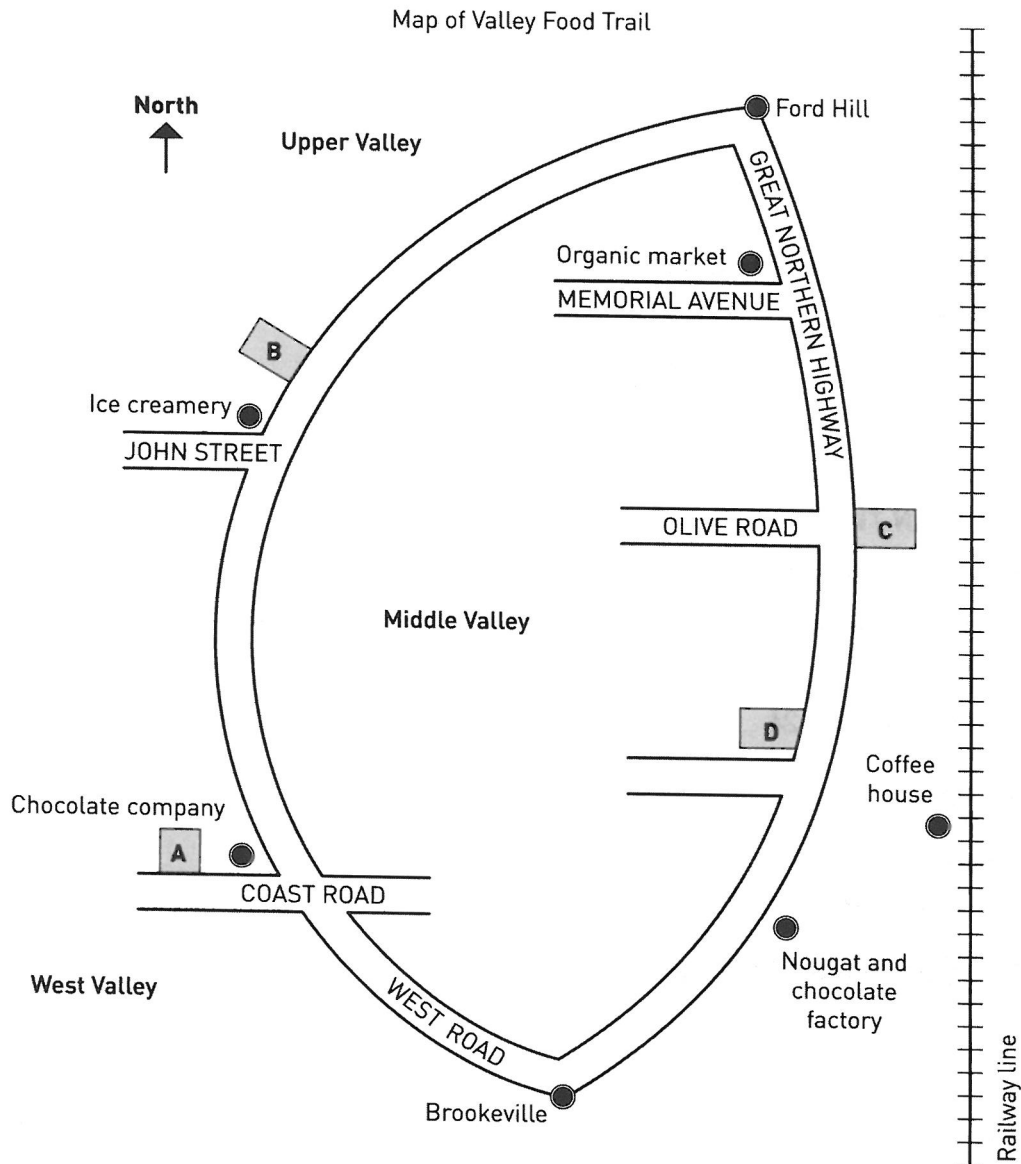 Map of Valley Food Trail
North
Upper Valley
Ford Hill
GREAT NORTHERN HIGHWAY
Organic market
MEMORIAL AVENUE
B
Ice creamery
JOHN STREET
OLIVE ROAD
C
Middle Valley
D
Coffee
house
Chocolate company
A
COAST ROAD
West Valley
WEST ROAD
Nougat and
chocolate
factory
Brookeville
Railway line